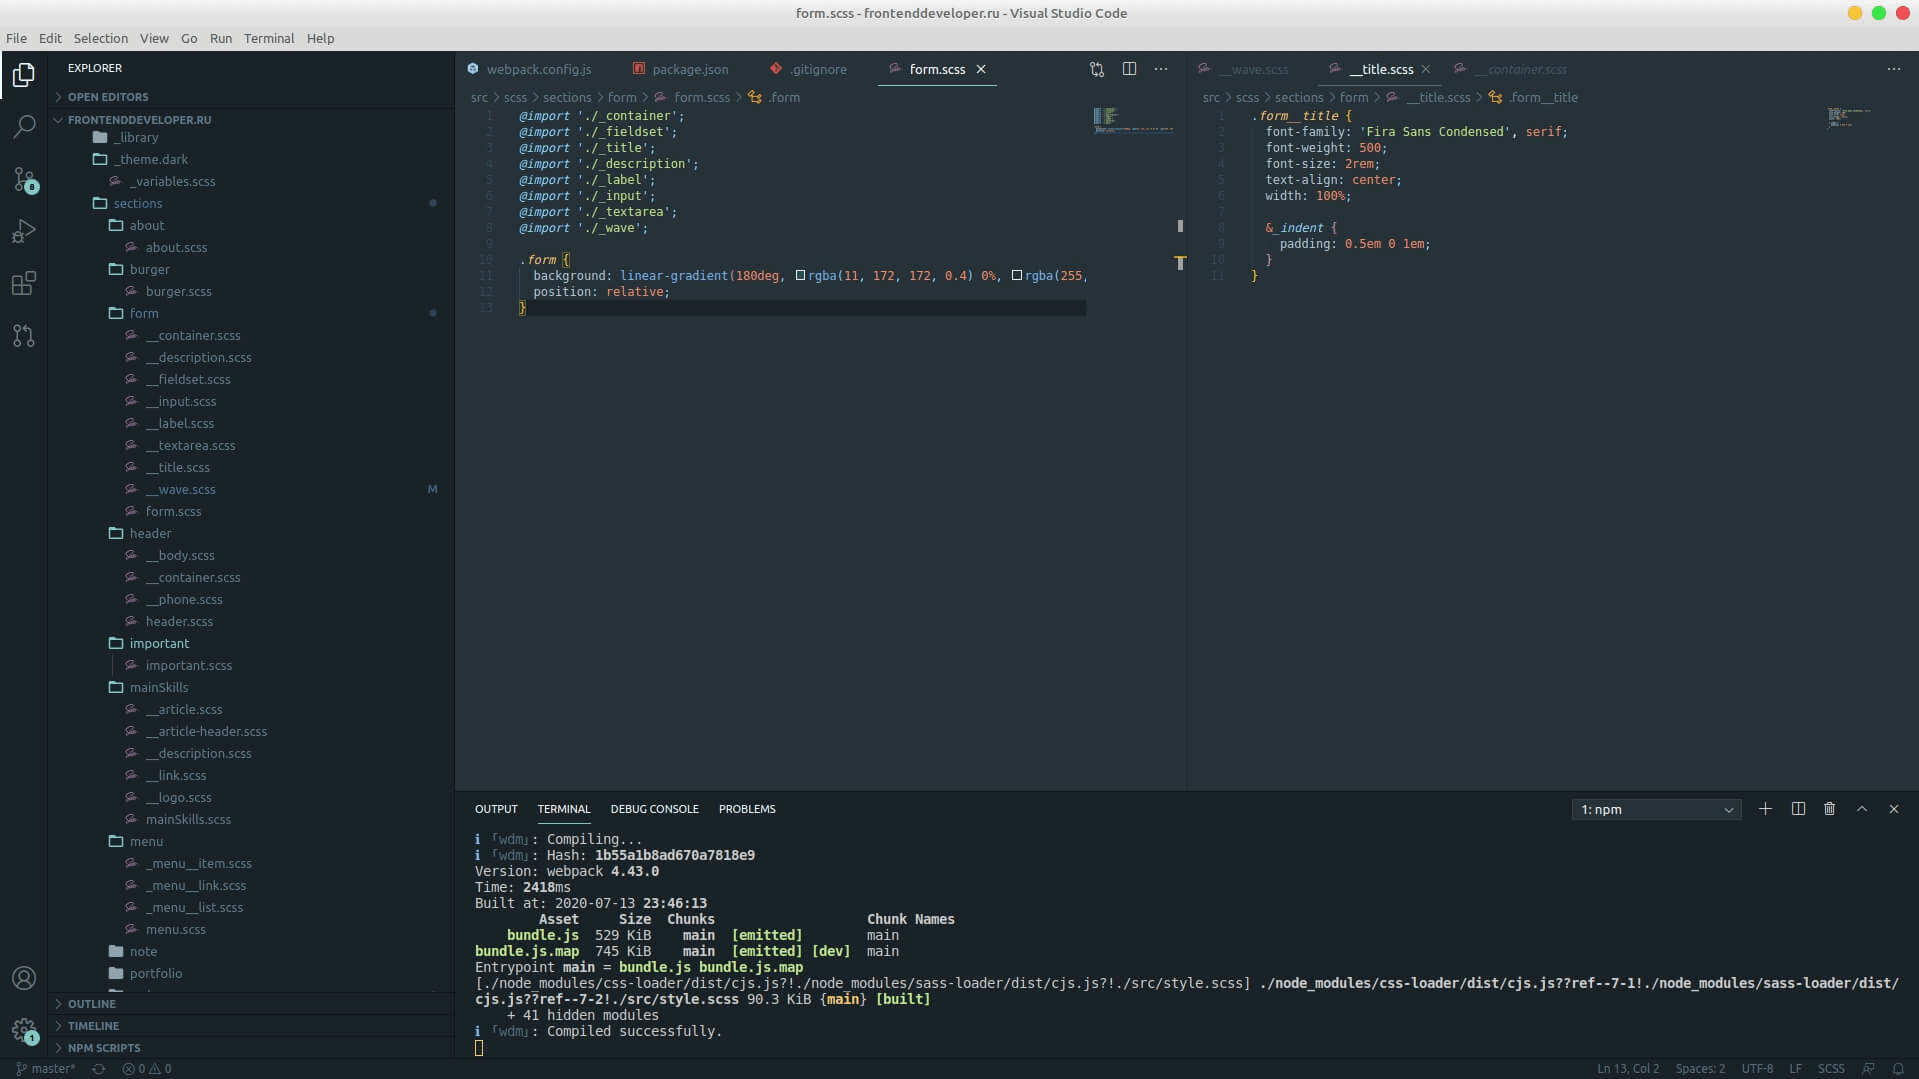 form.scss - frontenddeveloper.ru - Visual Studio Code
File Edit Selection View Go Run Terminal Help
EXPLORER
OPEN EDITORS
FRONTENDDEVELOPER.RU
_library
_theme.dark
_variables.scss
sections
about
about.scss
burger
burger.scss
form
__container.scss
__description.scss
__fieldset.scss
__input.scss
__label.scss
__textarea.scss
__title.scss
__wave.scss M
form.scss
header
__body.scss
__container.scss
__phone.scss
header.scss
important
important.scss
mainSkills
__article.scss
__article-header.scss
__description.scss
__link.scss
__logo.scss
mainSkills.scss
menu
_menu__item.scss
_menu__link.scss
_menu__list.scss
menu.scss
note
portfolio
OUTLINE
TIMELINE
NPM SCRIPTS
8
1
webpack.config.js package.json .gitignore form.scss
src > scss > sections > form > form.scss > .form
1 @import './_container';
2 @import './_fieldset';
3 @import './_title';
4 @import './_description';
5 @import './_label';
6 @import './_input';
7 @import './_textarea';
8 @import './_wave';
9
10 .form {
11 background: linear-gradient(180deg, rgba(11, 172, 172, 0.4) 0%, rgba(255,
12 position: relative;
13 }
__wave.scss __title.scss __container.scss
src > scss > sections > form > __title.scss > .form__title
1 .form__title {
2 font-family: 'Fira Sans Condensed', serif;
3 font-weight: 500;
4 font-size: 2rem;
5 text-align: center;
6 width: 100%;
7
8 &_indent {
9 padding: 0.5em 0 1em;
10 }
11 }
OUTPUT TERMINAL DEBUG CONSOLE PROBLEMS 1: npm
ℹ 「wdm」: Compiling...
ℹ 「wdm」: Hash: 1b55a1b8ad670a7818e9
Version: webpack 4.43.0
Time: 2418ms
Built at: 2020-07-13 23:46:13
Asset Size Chunks Chunk Names
bundle.js 529 KiB main [emitted] main
bundle.js.map 745 KiB main [emitted] [dev] main
Entrypoint main = bundle.js bundle.js.map
[./node_modules/css-loader/dist/cjs.js?!./node_modules/sass-loader/dist/cjs.js?!./src/style.scss] ./node_modules/css-loader/dist/cjs.js??ref--7-1!./node_modules/sass-loader/dist/
cjs.js??ref--7-2!./src/style.scss 90.3 KiB {main} [built]
+ 41 hidden modules
ℹ 「wdm」: Compiled successfully.
master* 0 0 Ln 13, Col 2 Spaces: 2 UTF-8 LF SCSS